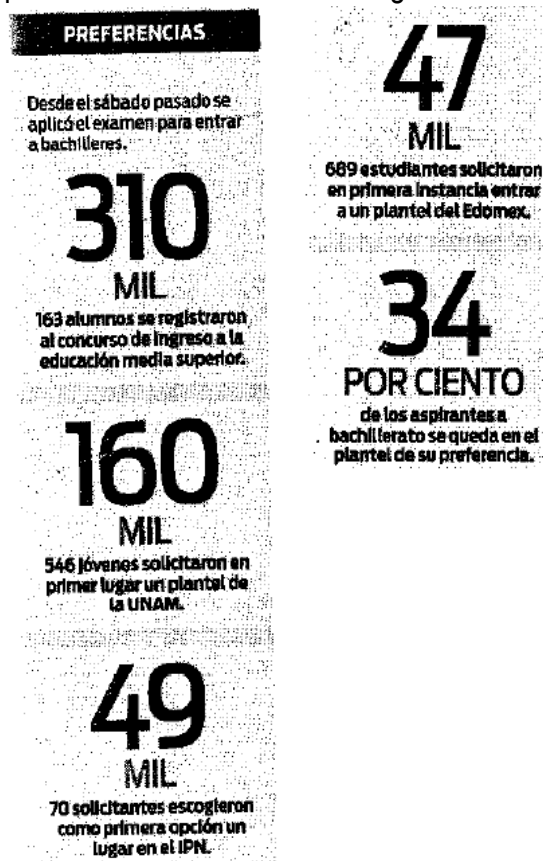 PREFERENCIAS
Desde el sábado pasado se
aplicó el examen para entrar
a bachilleres.
310
MIL
163 alumnos se registraron
al concurso de ingreso a la
educación media superior.
160
MIL
546 jóvenes solicitaron en
primer lugar un plantel de
la UNAM.
49
MIL
70 solicitantes escogieron
como primera opción un
lugar en el IPN.
47
MIL
689 estudiantes solicitaron
en primera instancia entrar
a un plantel del Edomex.
34
POR CIENTO
de los aspirantes a
bachillerato se queda en el
plantel de su preferencia.